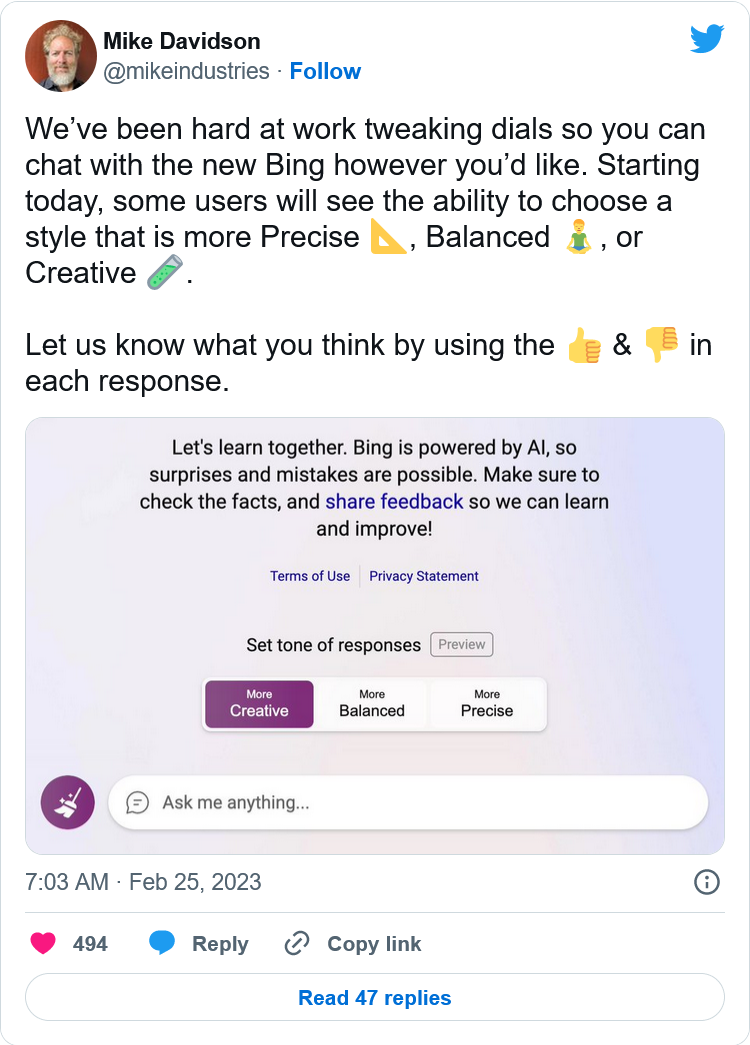 Mike Davidson
@mikeindustries · Follow
We’ve been hard at work tweaking dials so you can
chat with the new Bing however you’d like. Starting
today, some users will see the ability to choose a
style that is more Precise 📐, Balanced 🧘‍♂️, or
Creative 🧪.
Let us know what you think by using the 👍 & 👎 in
each response.
Let's learn together. Bing is powered by AI, so
surprises and mistakes are possible. Make sure to
check the facts, and share feedback so we can learn
and improve!
Terms of Use Privacy Statement
Set tone of responses Preview
More More More
Creative Balanced Precise
Ask me anything...
7:03 AM · Feb 25, 2023
494 Reply Copy link
Read 47 replies